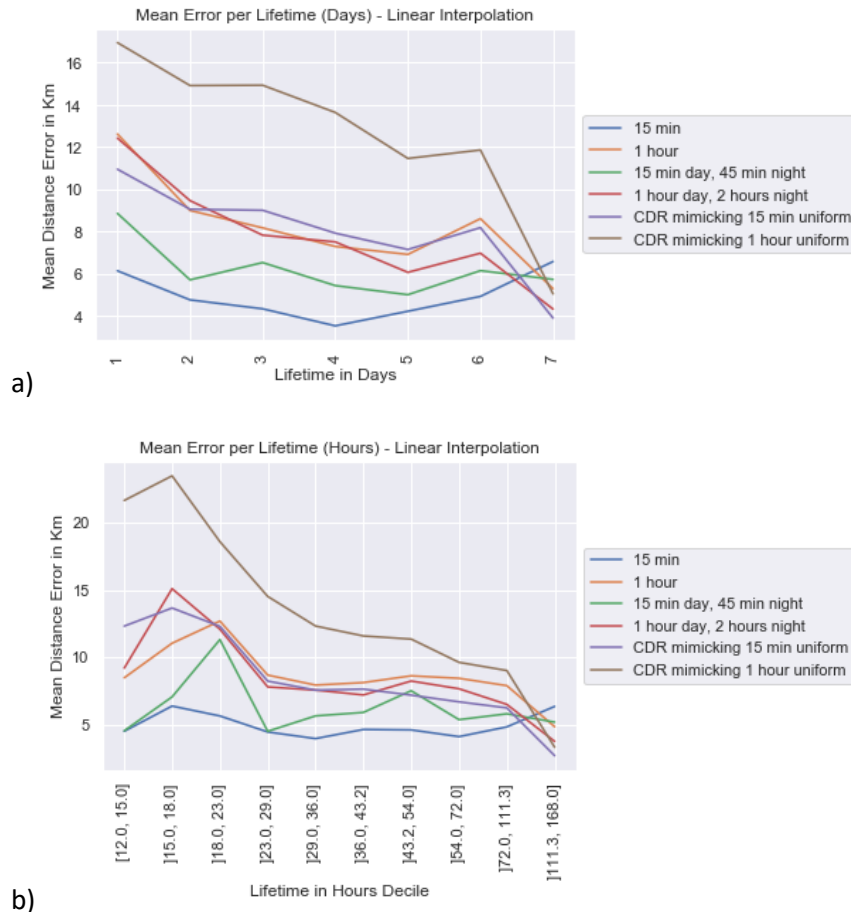 Mean Error per Lifetime (Days) - Linear Interpolation
Mean Distance Error in Km
16
14
12
10
8
6
4
1 2 3 4 5 6 7
Lifetime in Days
15 min
1 hour
15 min day, 45 min night
1 hour day, 2 hours night
CDR mimicking 15 min uniform
CDR mimicking 1 hour uniform
a)
Mean Error per Lifetime (Hours) - Linear Interpolation
Mean Distance Error in Km
20
15
10
5
[12.0, 15.0]
]15.0, 18.0]
]18.0, 23.0]
]23.0, 29.0]
]29.0, 36.0]
]36.0, 43.2]
]43.2, 54.0]
]54.0, 72.0]
]72.0, 111.3]
]111.3, 168.0]
Lifetime in Hours Decile
15 min
1 hour
15 min day, 45 min night
1 hour day, 2 hours night
CDR mimicking 15 min uniform
CDR mimicking 1 hour uniform
b)